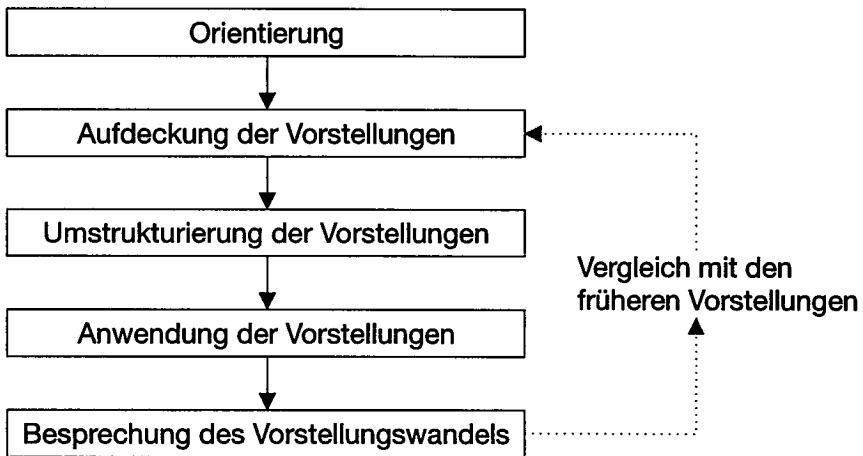 Orientierung
Aufdeckung der Vorstellungen
Umstrukturierung der Vorstellungen
Vergleich mit den
früheren Vorstellungen
Anwendung der Vorstellungen
Besprechung des Vorstellungswandels